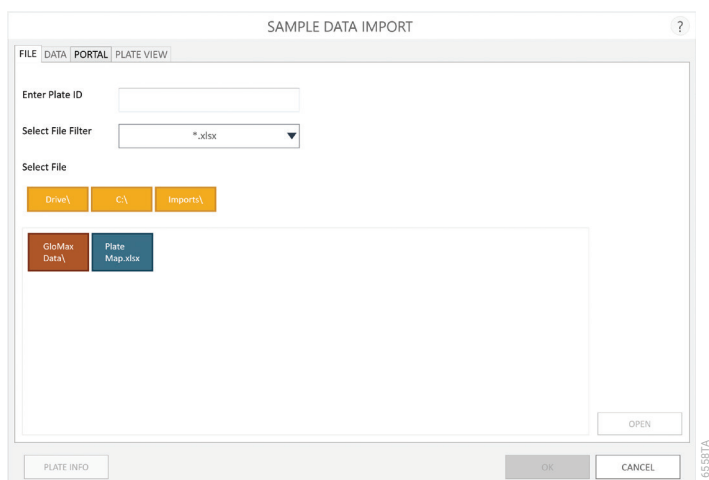 SAMPLE DATA IMPORT
?
FILE DATA PORTAL PLATE VIEW
Enter Plate ID
Select File Filter
*.xlsx
Select File
Drive\ C:\ Imports\
GloMax
Data\
Plate
Map.xlsx
OPEN
PLATE INFO
OK
CANCEL
6558TA